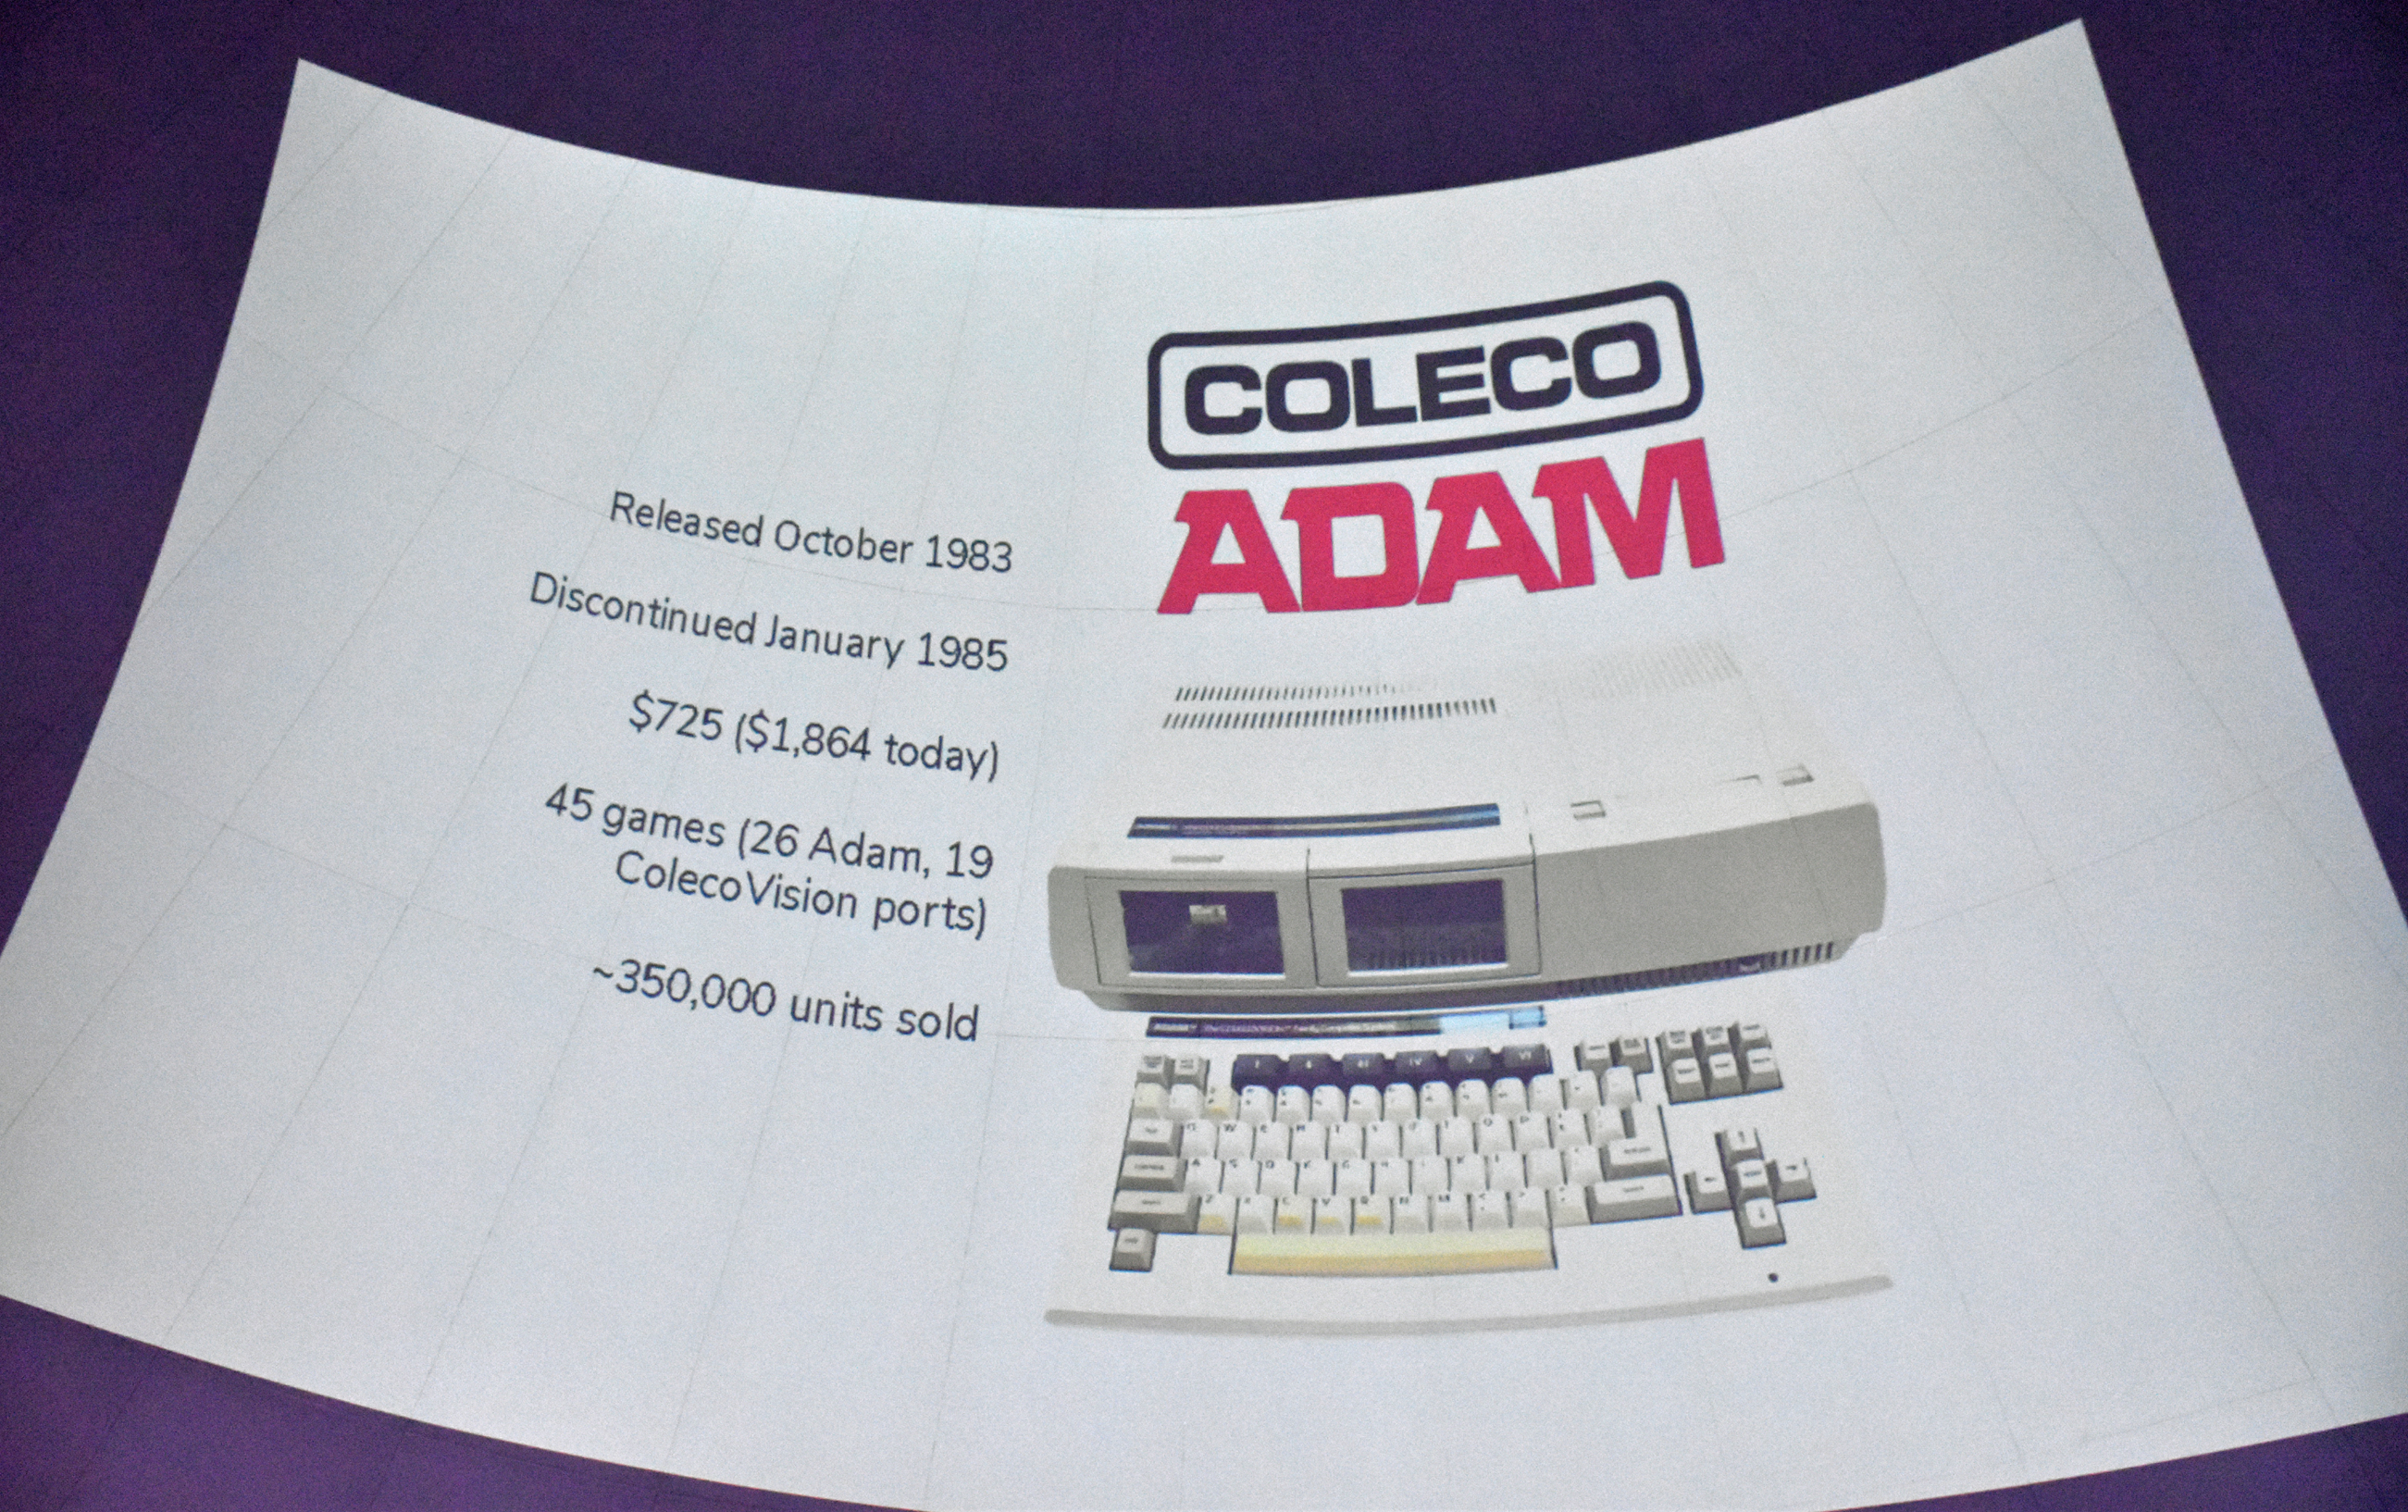 COLECO
ADAM
Released October 1983
Discontinued January 1985
$725 ($1,864 today)
45 games (26 Adam, 19
ColecoVision ports)
~350,000 units sold